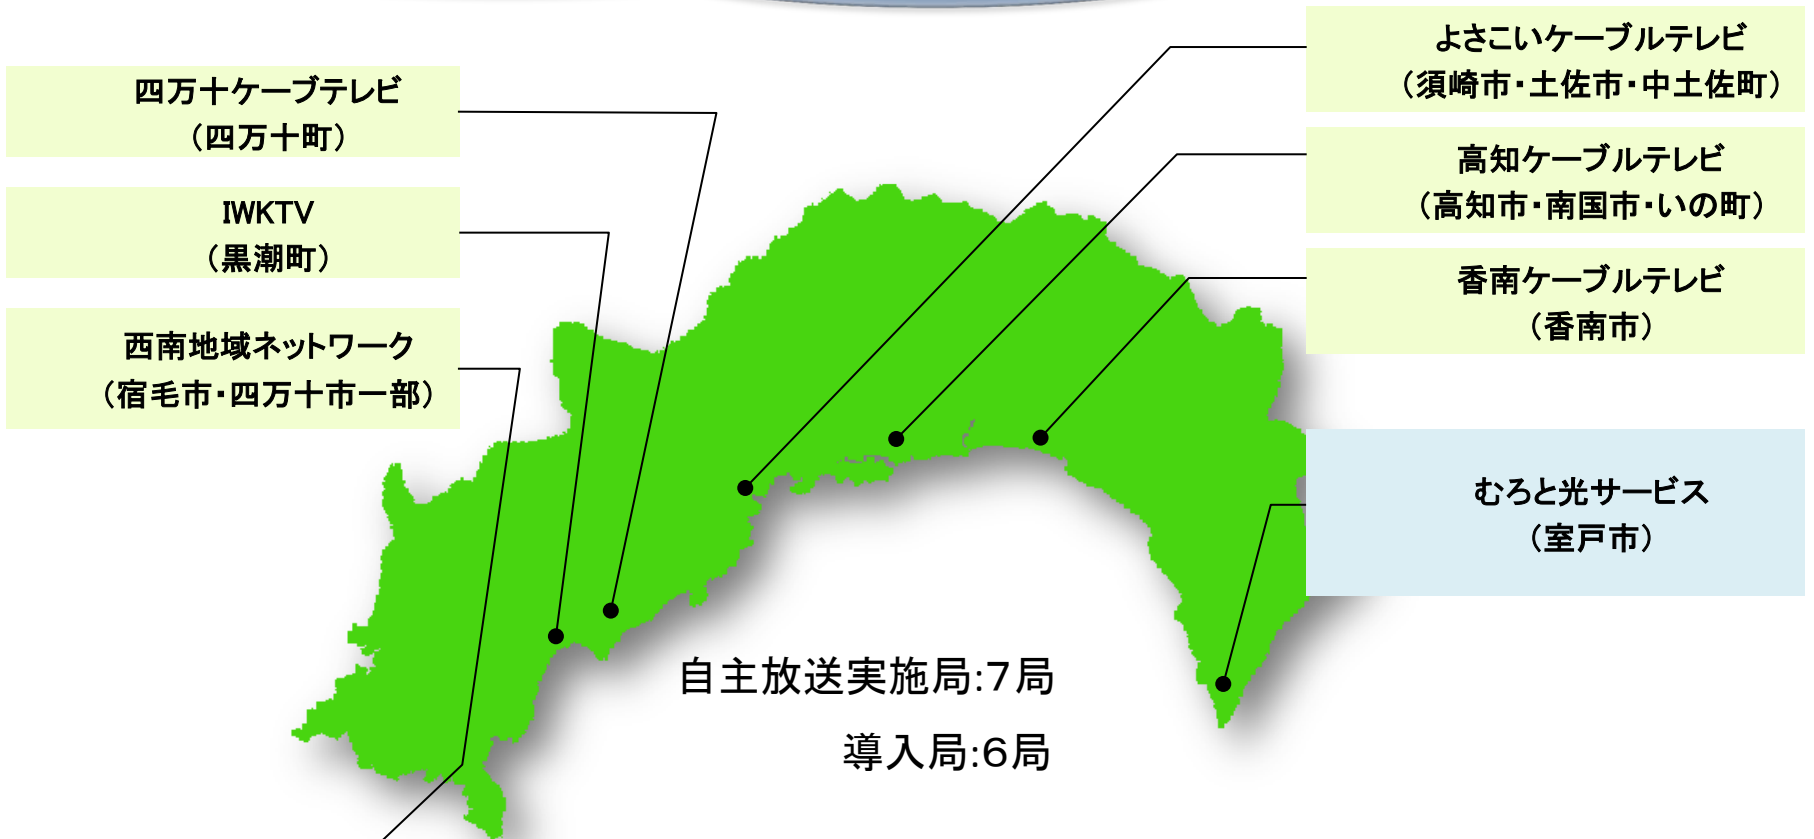 四万十ケーブテレビ
（四万十町）
IWKTV
（黒潮町）
西南地域ネットワーク
（宿毛市・四万十市一部）
よさこいケーブルテレビ
（須崎市・土佐市・中土佐町）
高知ケーブルテレビ
（高知市・南国市・いの町）
香南ケーブルテレビ
（香南市）
むろと光サービス
（室戸市）
自主放送実施局:7局
導入局:6局